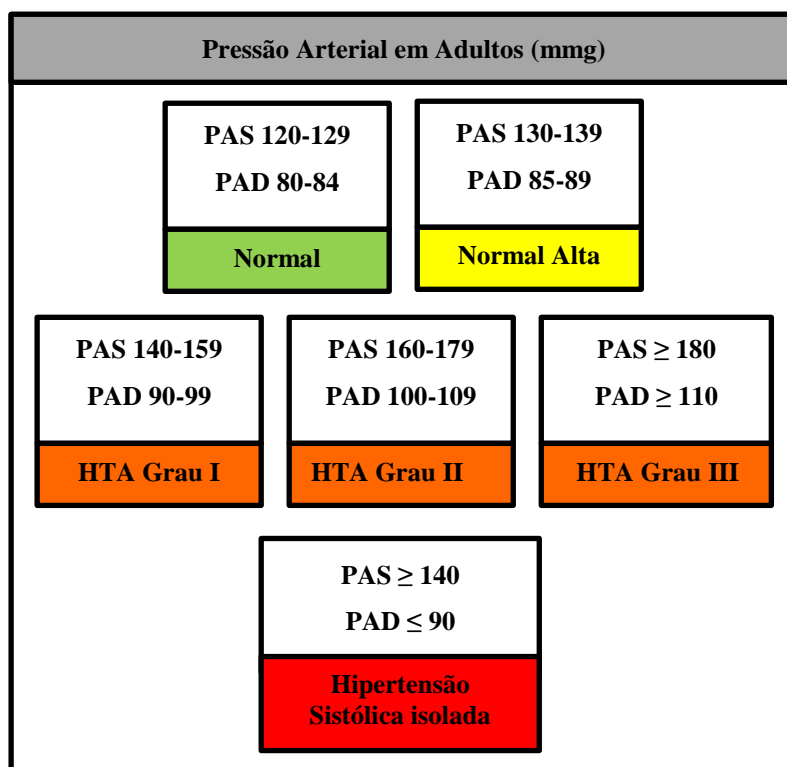 Pressão Arterial em Adultos (mmg)
PAS 120-129
PAD 80-84
Normal
PAS 130-139
PAD 85-89
Normal Alta
PAS 140-159
PAD 90-99
HTA Grau I
PAS 160-179
PAD 100-109
HTA Grau II
PAS ≥ 180
PAD ≥ 110
HTA Grau III
PAS ≥ 140
PAD ≤ 90
Hipertensão
Sistólica isolada